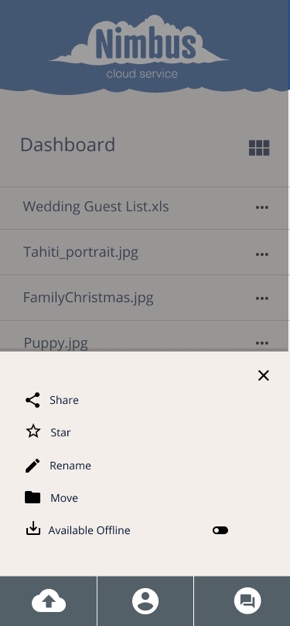 Nimbus
cloud service
Dashboard
Wedding Guest List.xls
Tahiti_portrait.jpg
FamilyChristmas.jpg
Puppy.jpg
Share
Star
Rename
Move
Available Offline